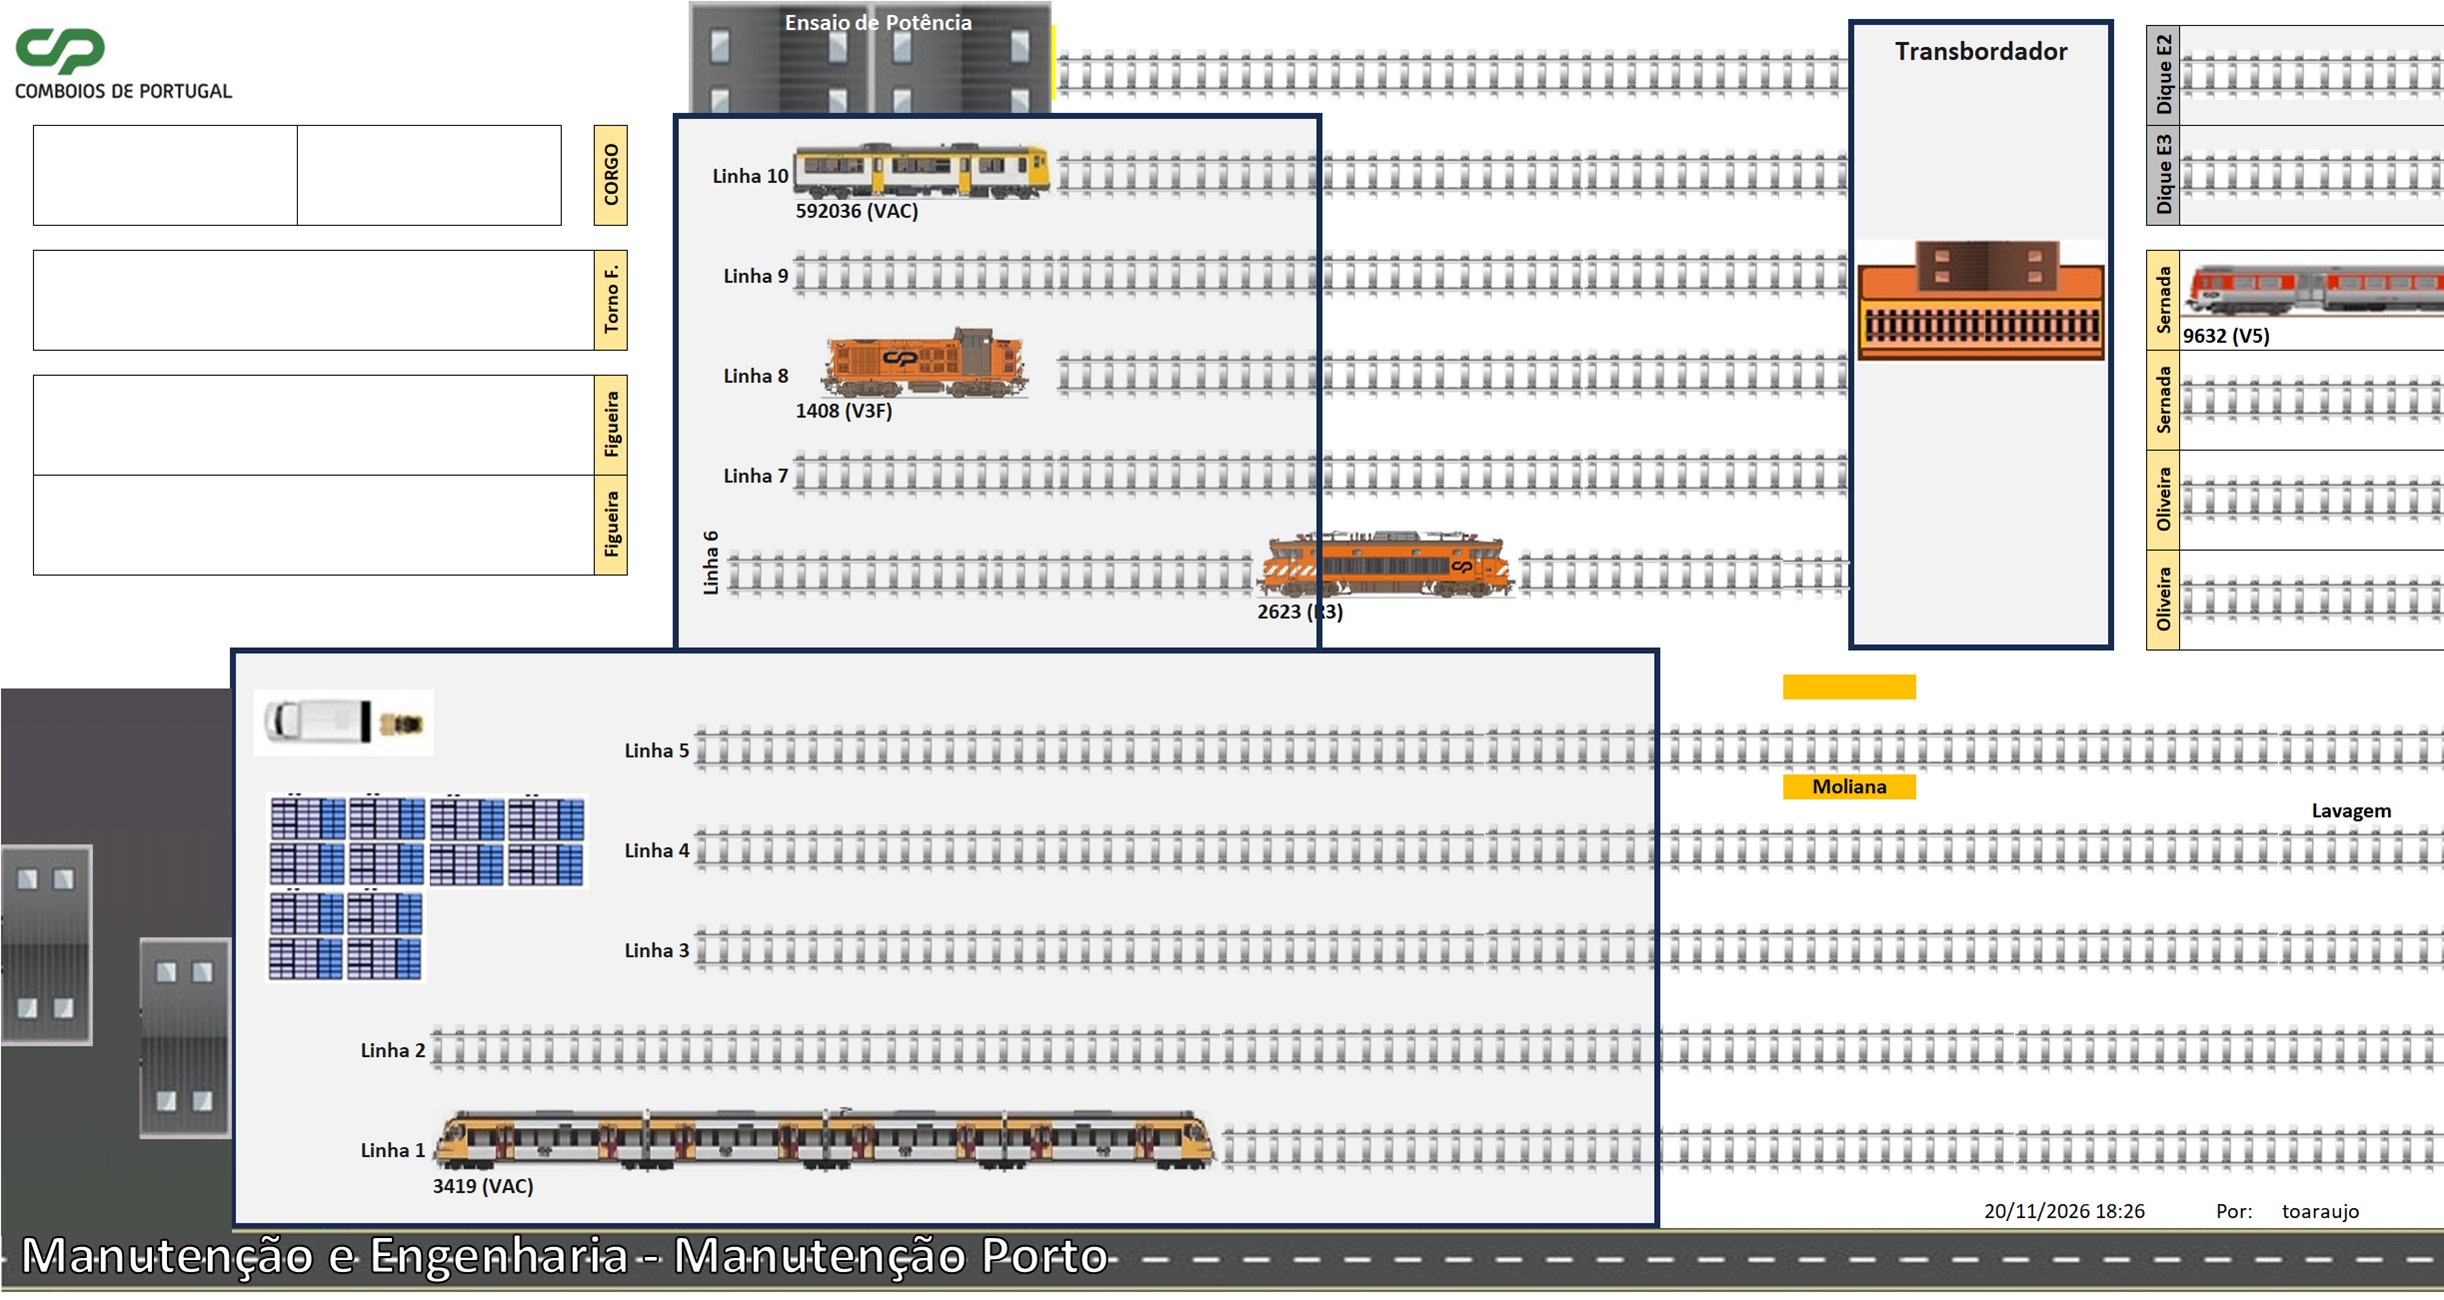 Ensaio de Potência
Transbordador
Dique E2
COMBOIOS DE PORTUGAL
CORGO
Linha 10
592036 (VAC)
Dique E3
Torno F.
Linha 9
Sernada
9632 (V5)
Figueira
Linha 8
1408 (V3F)
Sernada
Figueira
Linha 7
Oliveira
Linha 6
2623 (R3)
Oliveira
Linha 5
Moliana
Lavagem
Linha 4
Linha 3
Linha 2
Linha 1
3419 (VAC)
20/11/2026 18:26 Por: toaraujo
Manutenção e Engenharia - Manutenção Porto